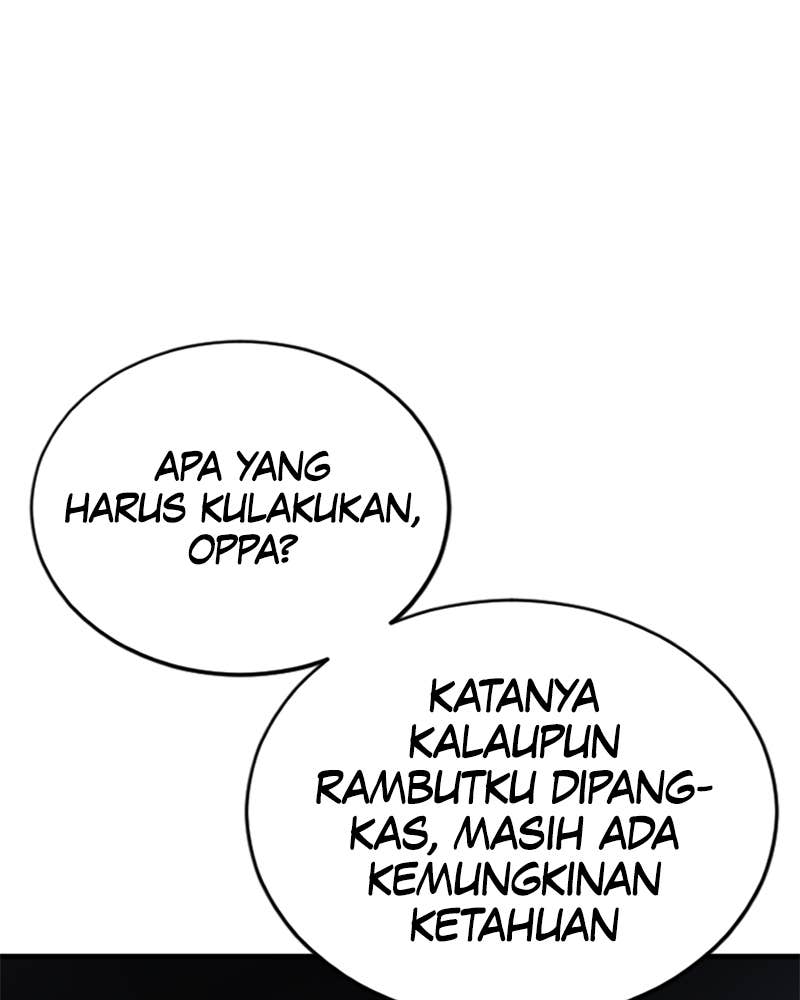 APA YANG
HARUS KULAKUKAN,
OPPA?
KATANYA
KALAUPUN
RAMBUTKU DIPANG-
KAS, MASIH ADA
KEMUNGKINAN
KETAHUAN